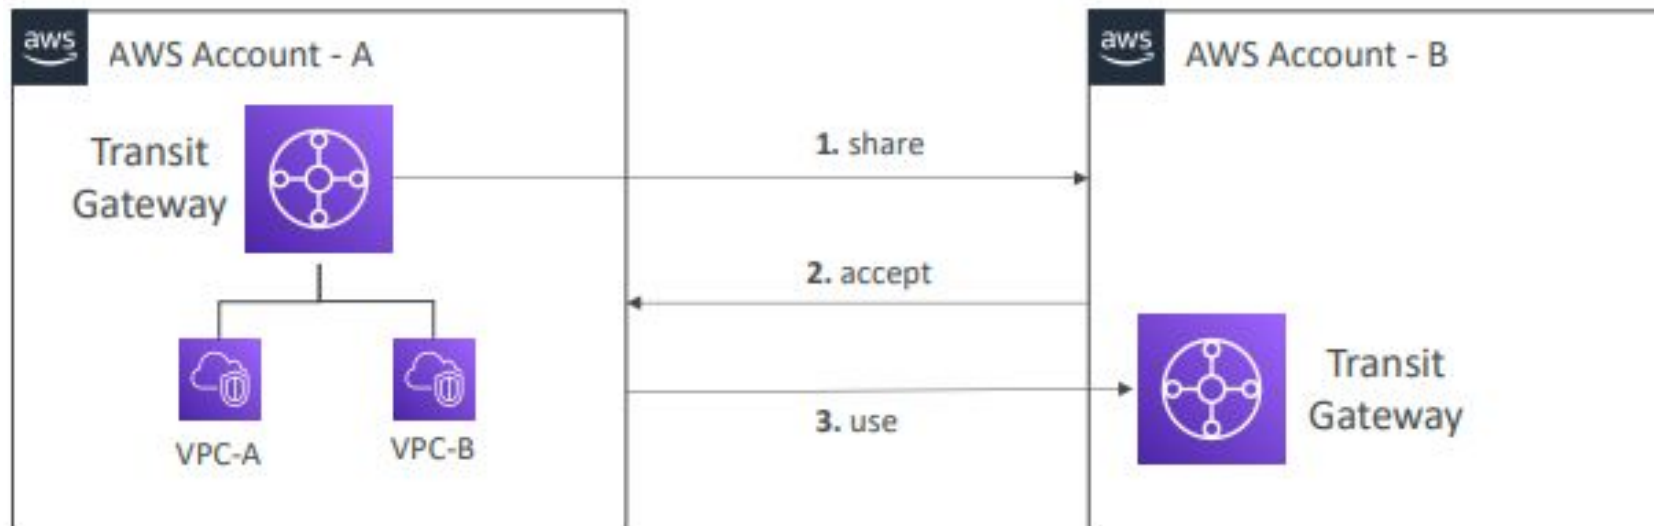 aws
AWS Account - A
Transit
Gateway
VPC-A
VPC-B
1. share
2. accept
3. use
aws
AWS Account - B
Transit
Gateway